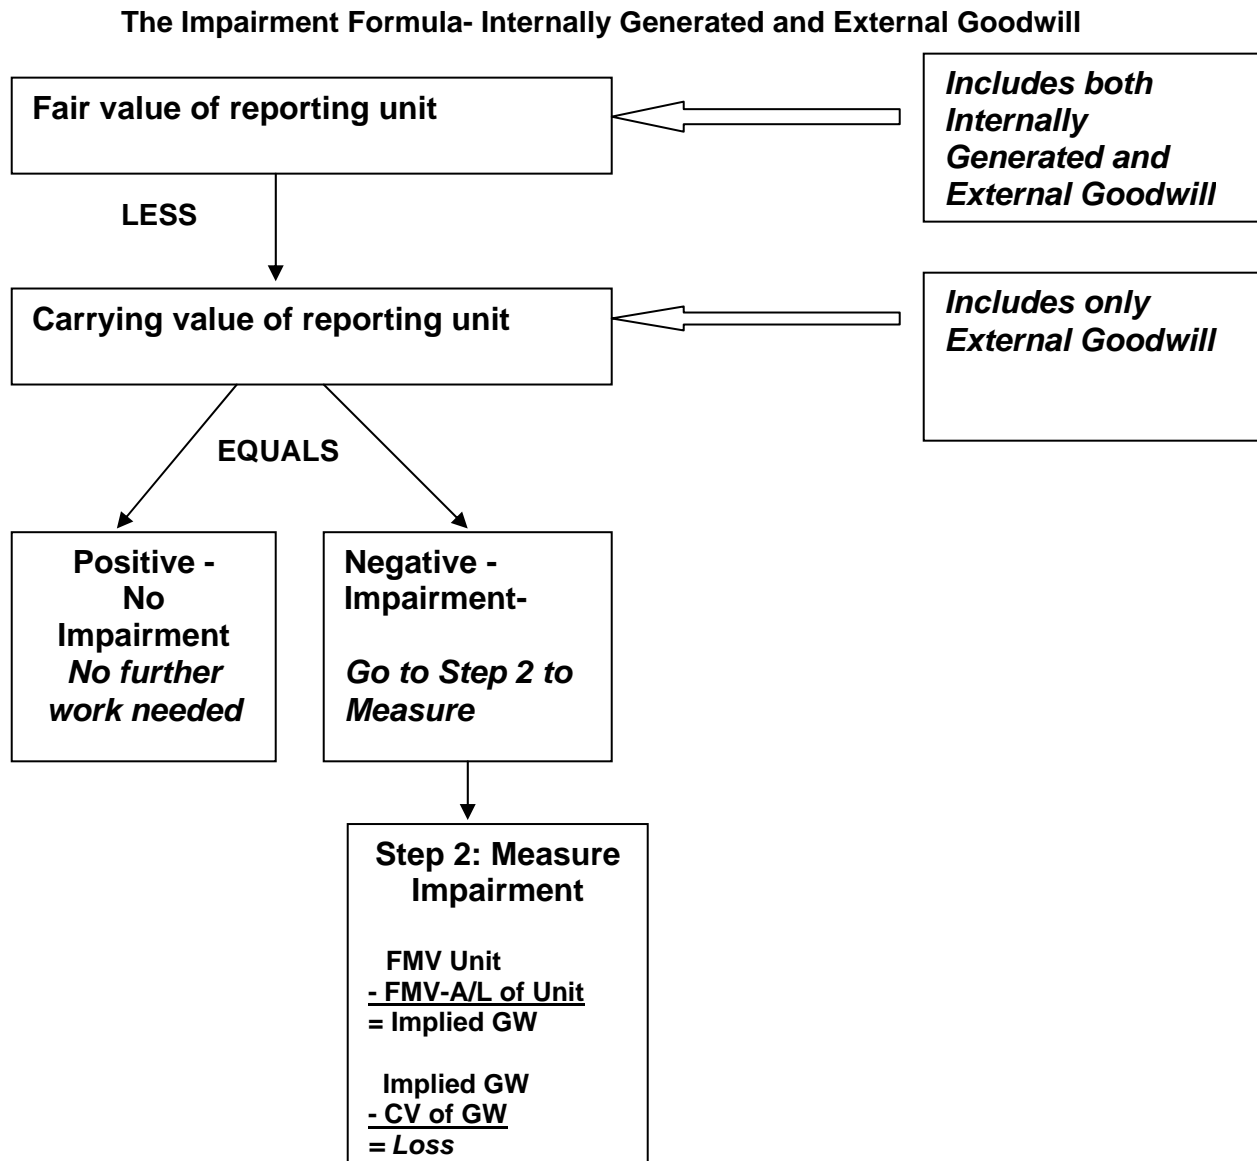 The Impairment Formula- Internally Generated and External Goodwill
Fair value of reporting unit
Includes both
Internally
Generated and
External Goodwill
LESS
Carrying value of reporting unit
Includes only
External Goodwill
EQUALS
Positive -
No
Impairment
No further
work needed
Negative -
Impairment-
Go to Step 2 to
Measure
Step 2: Measure
Impairment
FMV Unit
- FMV-A/L of Unit
= Implied GW
Implied GW
- CV of GW
= Loss